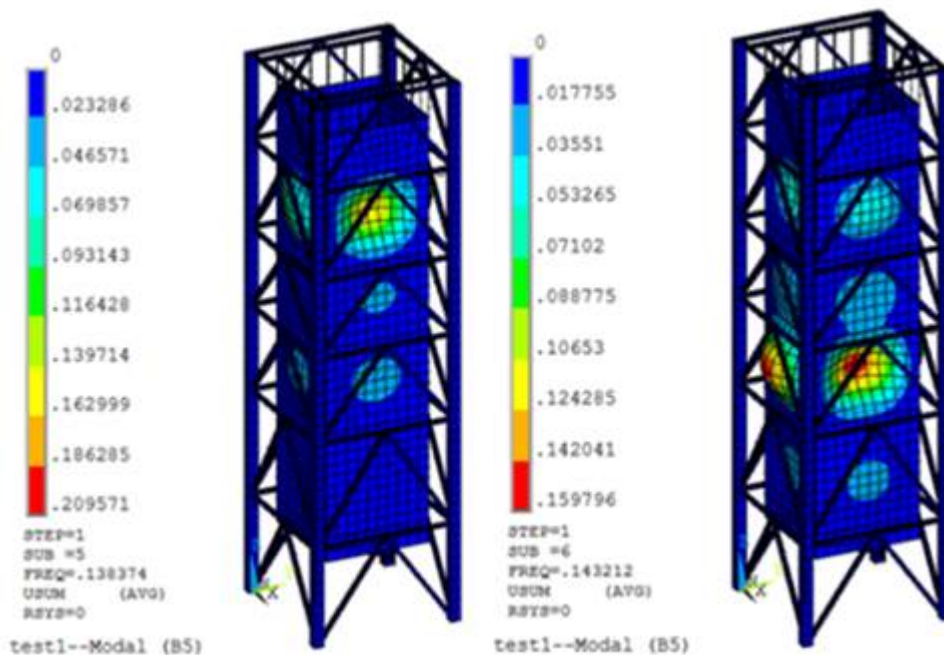 0
.023286
.046571
.069857
.093143
.116428
.139714
.162999
.186285
.209571
STEP=1
SUB =5
FREQ=.138374
USUM (AVG)
RSYS=0
test1--Modal (B5)
X
0
.017755
.03551
.053265
.07102
.088775
.10653
.124285
.142041
.159796
STEP=1
SUB =6
FREQ=.143212
USUM (AVG)
RSYS=0
test1--Modal (B5)
X